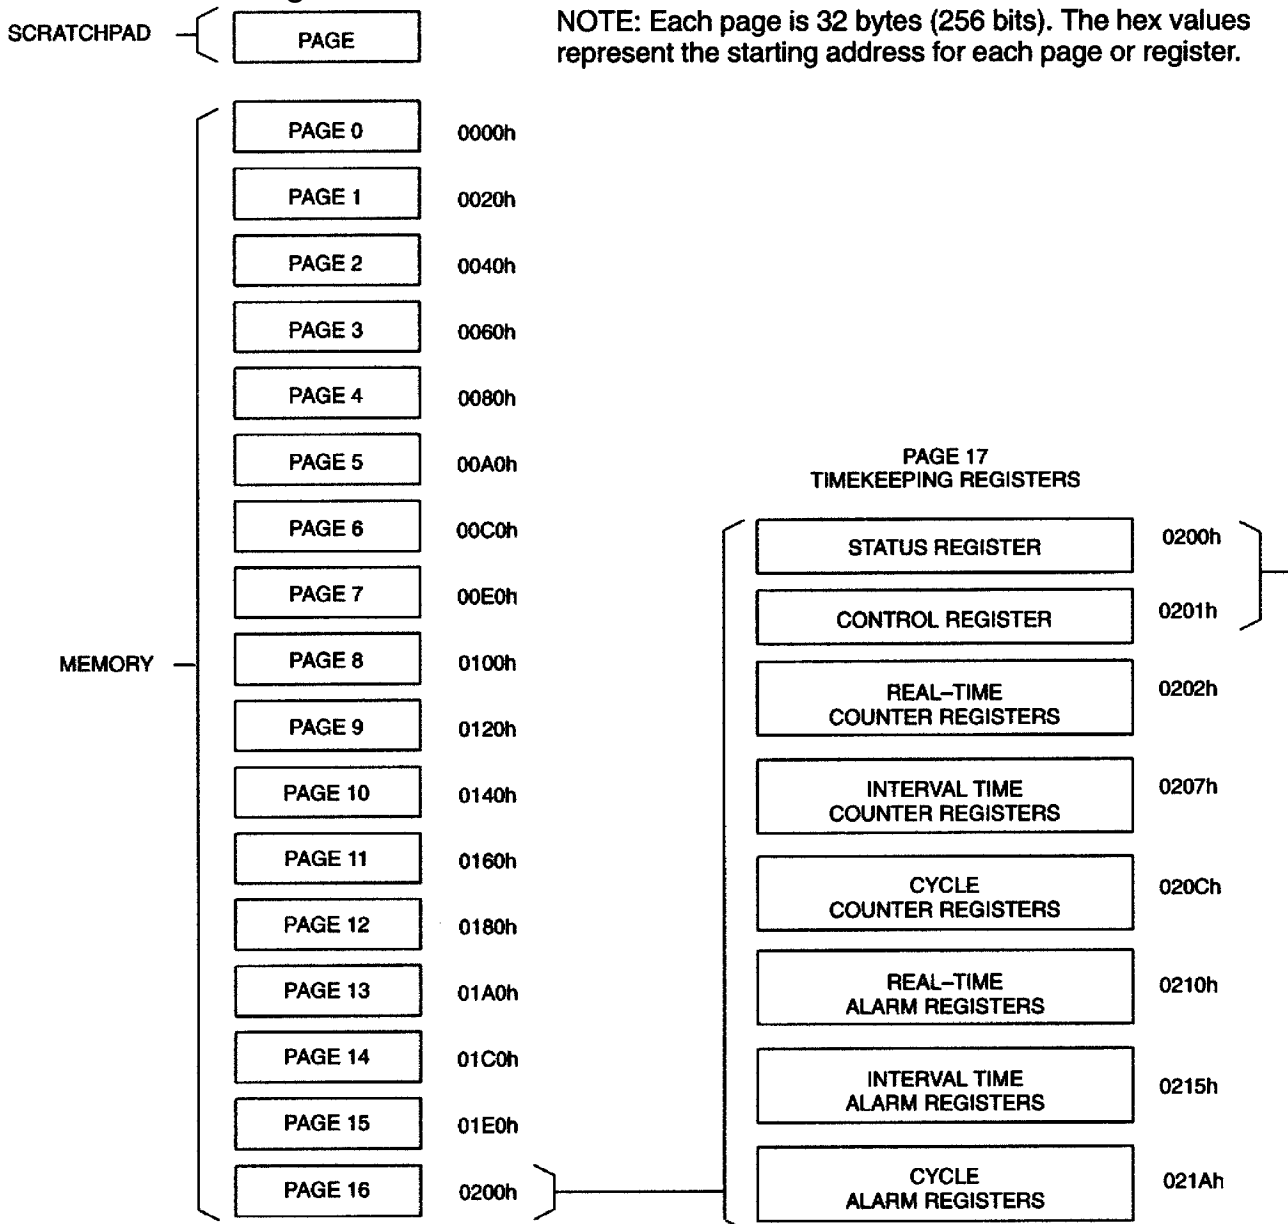 SCRATCHPAD
PAGE
NOTE: Each page is 32 bytes (256 bits). The hex values
represent the starting address for each page or register.
MEMORY
PAGE 0 0000h
PAGE 1 0020h
PAGE 2 0040h
PAGE 3 0060h
PAGE 4 0080h
PAGE 5 00A0h
PAGE 6 00C0h
PAGE 7 00E0h
PAGE 8 0100h
PAGE 9 0120h
PAGE 10 0140h
PAGE 11 0160h
PAGE 12 0180h
PAGE 13 01A0h
PAGE 14 01C0h
PAGE 15 01E0h
PAGE 16 0200h
PAGE 17
TIMEKEEPING REGISTERS
STATUS REGISTER 0200h
CONTROL REGISTER 0201h
REAL–TIME 0202h
COUNTER REGISTERS
INTERVAL TIME 0207h
COUNTER REGISTERS
CYCLE 020Ch
COUNTER REGISTERS
REAL–TIME 0210h
ALARM REGISTERS
INTERVAL TIME 0215h
ALARM REGISTERS
CYCLE 021Ah
ALARM REGISTERS